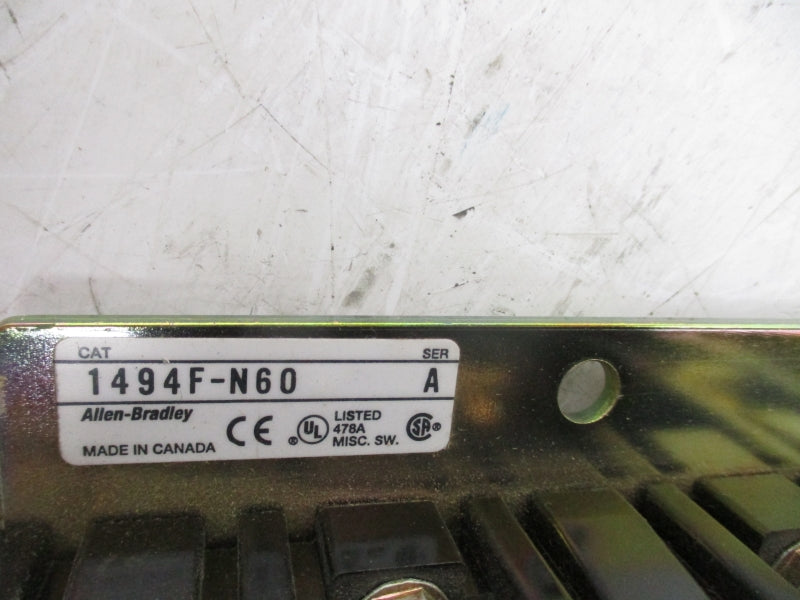 CAT SER
1494F-N60 A
Allen-Bradley
MADE IN CANADA
CE
® UL
LISTED
478A
MISC. SW.
SA ®